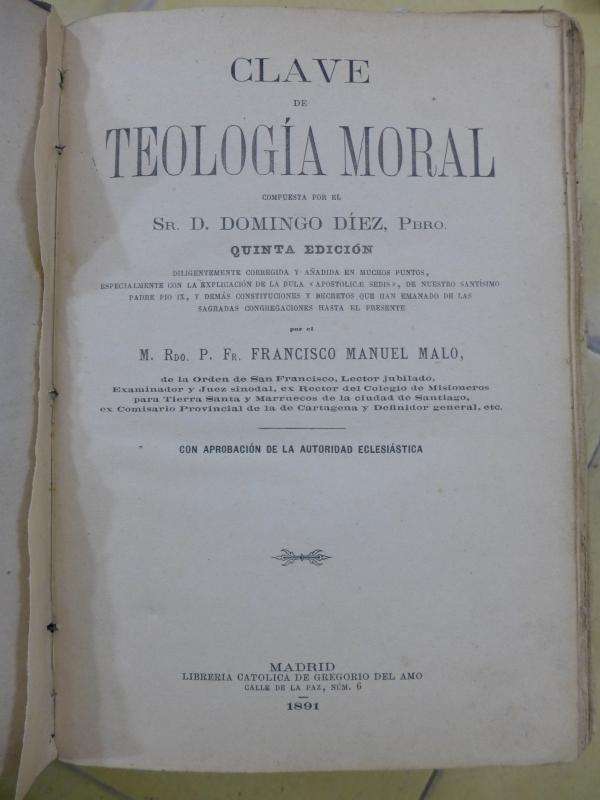 CLAVE
DE
TEOLOGÍA MORAL
COMPUESTA POR EL
SR. D. DOMINGO DÍEZ, PBRO.
QUINTA EDICIÓN
DILIGENTEMENTE CORREGIDA Y AÑADIDA EN MUCHOS PUNTOS,
ESPECIALMENTE CON LA EXPLICACIÓN DE LA BULA «APOSTOLICÆ SEDIS», DE NUESTRO SANTÍSIMO
PADRE PIO IX, Y DEMÁS CONSTITUCIONES Y DECRETOS QUE HAN EMANADO DE LAS
SAGRADAS CONGREGACIONES HASTA EL PRESENTE
por el
M. RDO. P. FR. FRANCISCO MANUEL MALO,
de la Orden de San Francisco, Lector jubilado,
Examinador y Juez sinodal, ex Rector del Colegio de Misioneros
para Tierra Santa y Marruecos de la ciudad de Santiago,
ex Comisario Provincial de la de Cartagena y Definidor general, etc.
CON APROBACIÓN DE LA AUTORIDAD ECLESIÁSTICA
MADRID
LIBRERIA CATOLICA DE GREGORIO DEL AMO
CALLE DE LA PAZ, NÚM. 6
1891